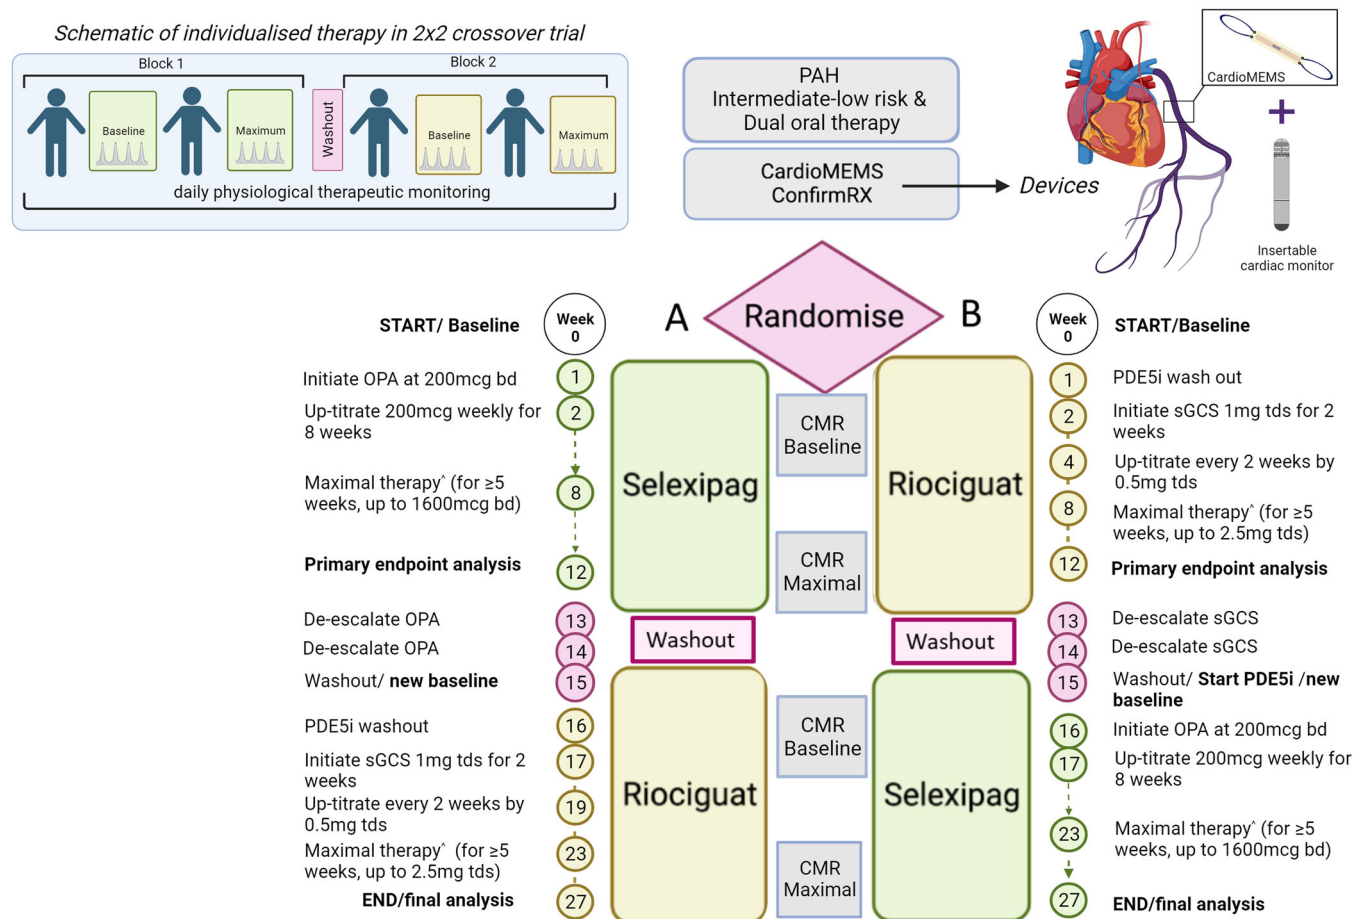 Schematic of individualised therapy in 2x2 crossover trial
Block 1
Block 2
Baseline
Maximum
Washout
Baseline
Maximum
daily physiological therapeutic monitoring
PAH
Intermediate-low risk &
Dual oral therapy
CardioMEMS
ConfirmRX
Devices
CardioMEMS
+
Insertable
cardiac monitor
A
Randomise
B
START/ Baseline
Week
0
Initiate OPA at 200mcg bd
1
Up-titrate 200mcg weekly for
8 weeks
2
Maximal therapy^ (for ≥5
weeks, up to 1600mcg bd)
8
Primary endpoint analysis
12
De-escalate OPA
13
De-escalate OPA
14
Washout/ new baseline
15
PDE5i washout
16
Initiate sGCS 1mg tds for 2
weeks
17
Up-titrate every 2 weeks by
0.5mg tds
19
Maximal therapy^ (for ≥5
weeks, up to 2.5mg tds)
23
END/final analysis
27
Selexipag
Washout
Riociguat
CMR
Baseline
CMR
Maximal
CMR
Baseline
CMR
Maximal
Riociguat
Washout
Selexipag
Week
0
START/Baseline
1
PDE5i wash out
2
Initiate sGCS 1mg tds for 2
weeks
4
Up-titrate every 2 weeks by
0.5mg tds
8
Maximal therapy^ (for ≥5
weeks, up to 2.5mg tds)
12
Primary endpoint analysis
13
De-escalate sGCS
14
De-escalate sGCS
15
Washout/ Start PDE5i /new
baseline
16
Initiate OPA at 200mcg bd
17
Up-titrate 200mcg weekly for
8 weeks
23
Maximal therapy^ (for ≥5
weeks, up to 1600mcg bd)
27
END/final analysis